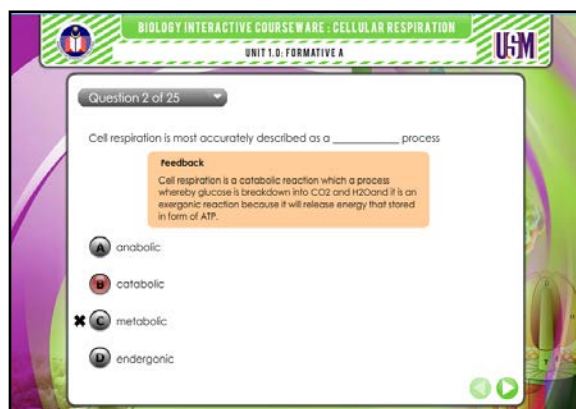 BIOLOGY INTERACTIVE COURSEWARE : CELLULAR RESPIRATION
UNIT 1.0: FORMATIVE A
USM
Question 2 of 25
Cell respiration is most accurately described as a ____________ process
Feedback
Cell respiration is a catabolic reaction which a process
whereby glucose is breakdown into CO2 and H2Oand it is an
exergonic reaction because it will release energy that stored
in form of ATP.
A anabolic
B catabolic
C metabolic
D endergonic